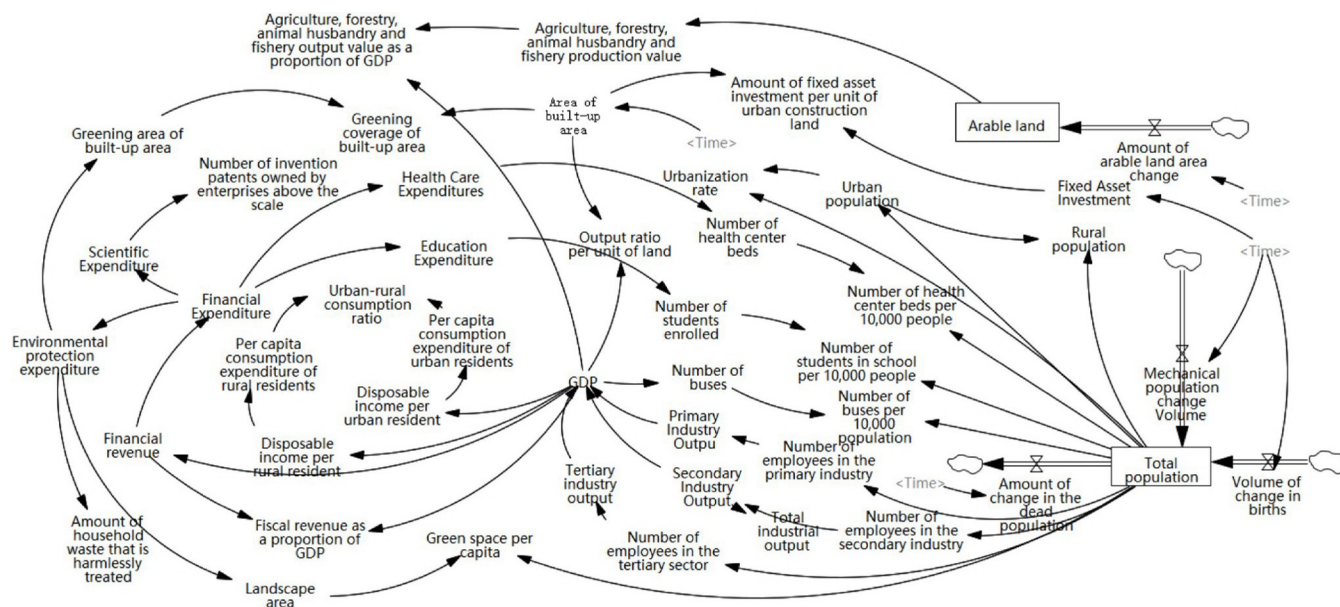 Agriculture, forestry,
animal husbandry and
fishery output value as a
proportion of GDP
Agriculture, forestry,
animal husbandry and
fishery production value
Greening area of
built-up area
Greening
coverage of
built-up area
Area of
built-up
area
Amount of fixed asset
investment per unit of
urban construction
land
<Time>
Arable land
Amount of
arable land area
change
<Time>
Number of invention
patents owned by
enterprises above the
scale
Health Care
Expenditures
Urbanization
rate
Urban
population
Fixed Asset
Investment
Number of
health center
beds
Rural
population
<Time>
Scientific
Expenditure
Education
Expenditure
Output ratio
per unit of land
Financial
Expenditure
Urban-rural
consumption
ratio
Number of
students
enrolled
Number of health
center beds per
10,000 people
Environmental
protection
expenditure
Per capita
consumption
expenditure of
rural residents
Per capita
consumption
expenditure of
urban residents
Number of
students in school
per 10,000 people
Mechanical
population
change
Volume
GDP
Number
of buses
Number of
buses per
10,000
population
Disposable
income per
urban resident
Primary
Industry
Outpu
Financial
revenue
Disposable
income per
rural resident
Tertiary
industry
output
Secondary
Industry
Output
Number of
employees in the
primary industry
<Time>
Amount of
change in the
dead
population
Total
population
Volume of
change in
births
Amount of
household
waste that is
harmlessly
treated
Fiscal revenue as
a proportion of
GDP
Green space per
capita
Number of
employees in the
tertiary sector
Total
industrial
output
Number of
employees in the
secondary industry
Landscape
area